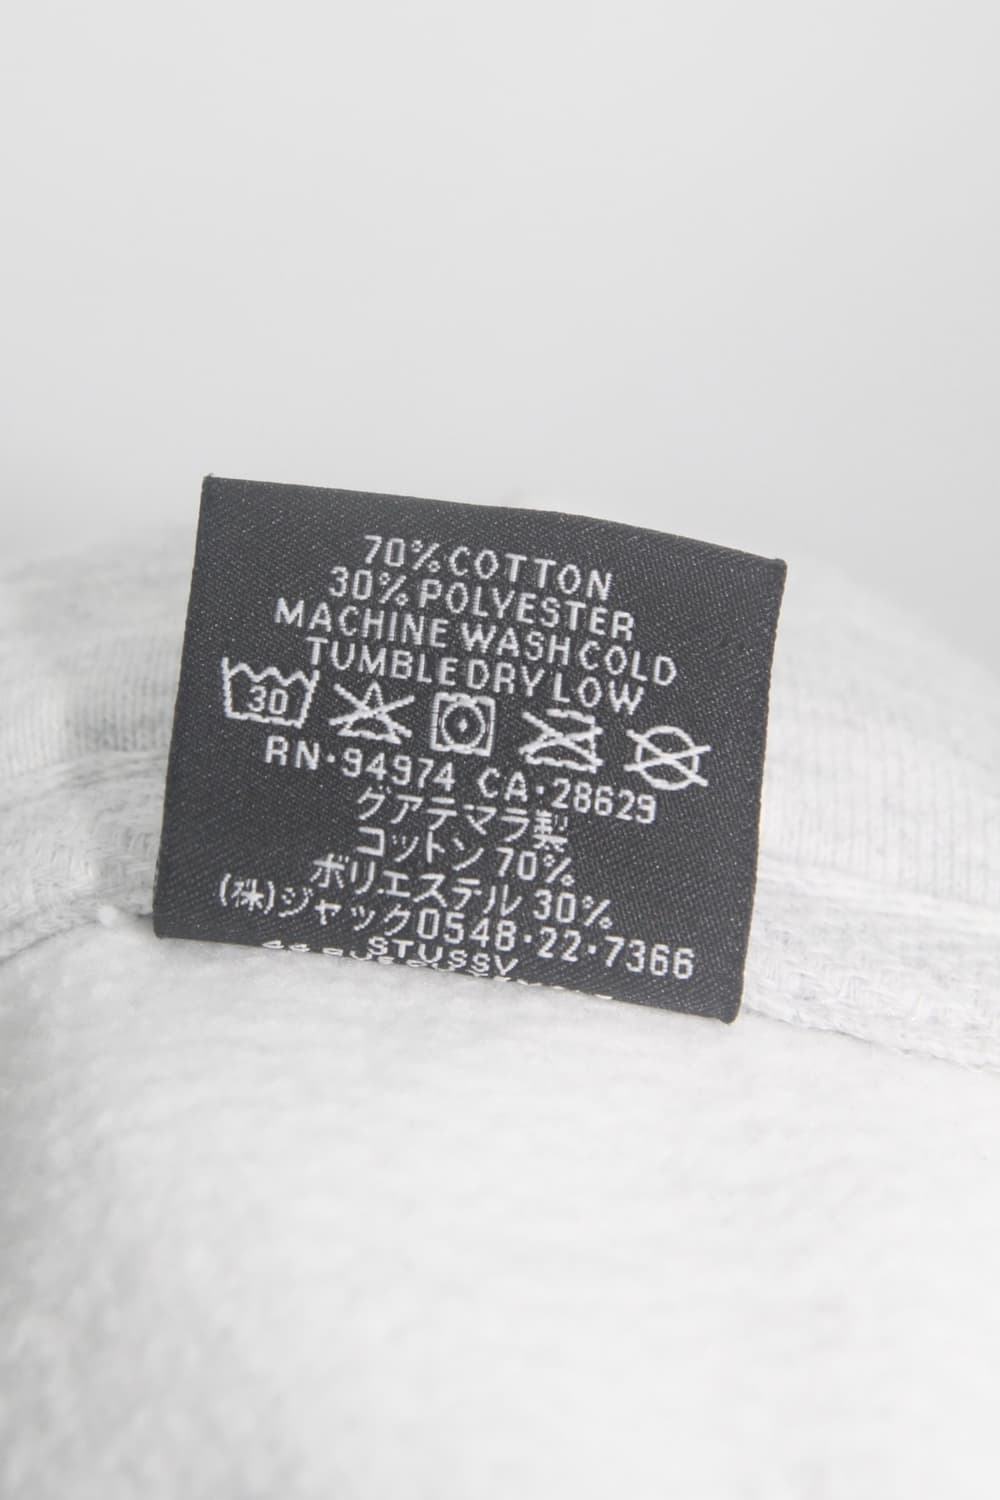 70% COTTON
30% POLYESTER
MACHINE WASH COLD
TUMBLE DRY LOW
30
RN·94974 CA·28629
グアテマラ製
コットン 70%
ポリエステル 30%
(株)ジャック0548·22·7366
STUSSY